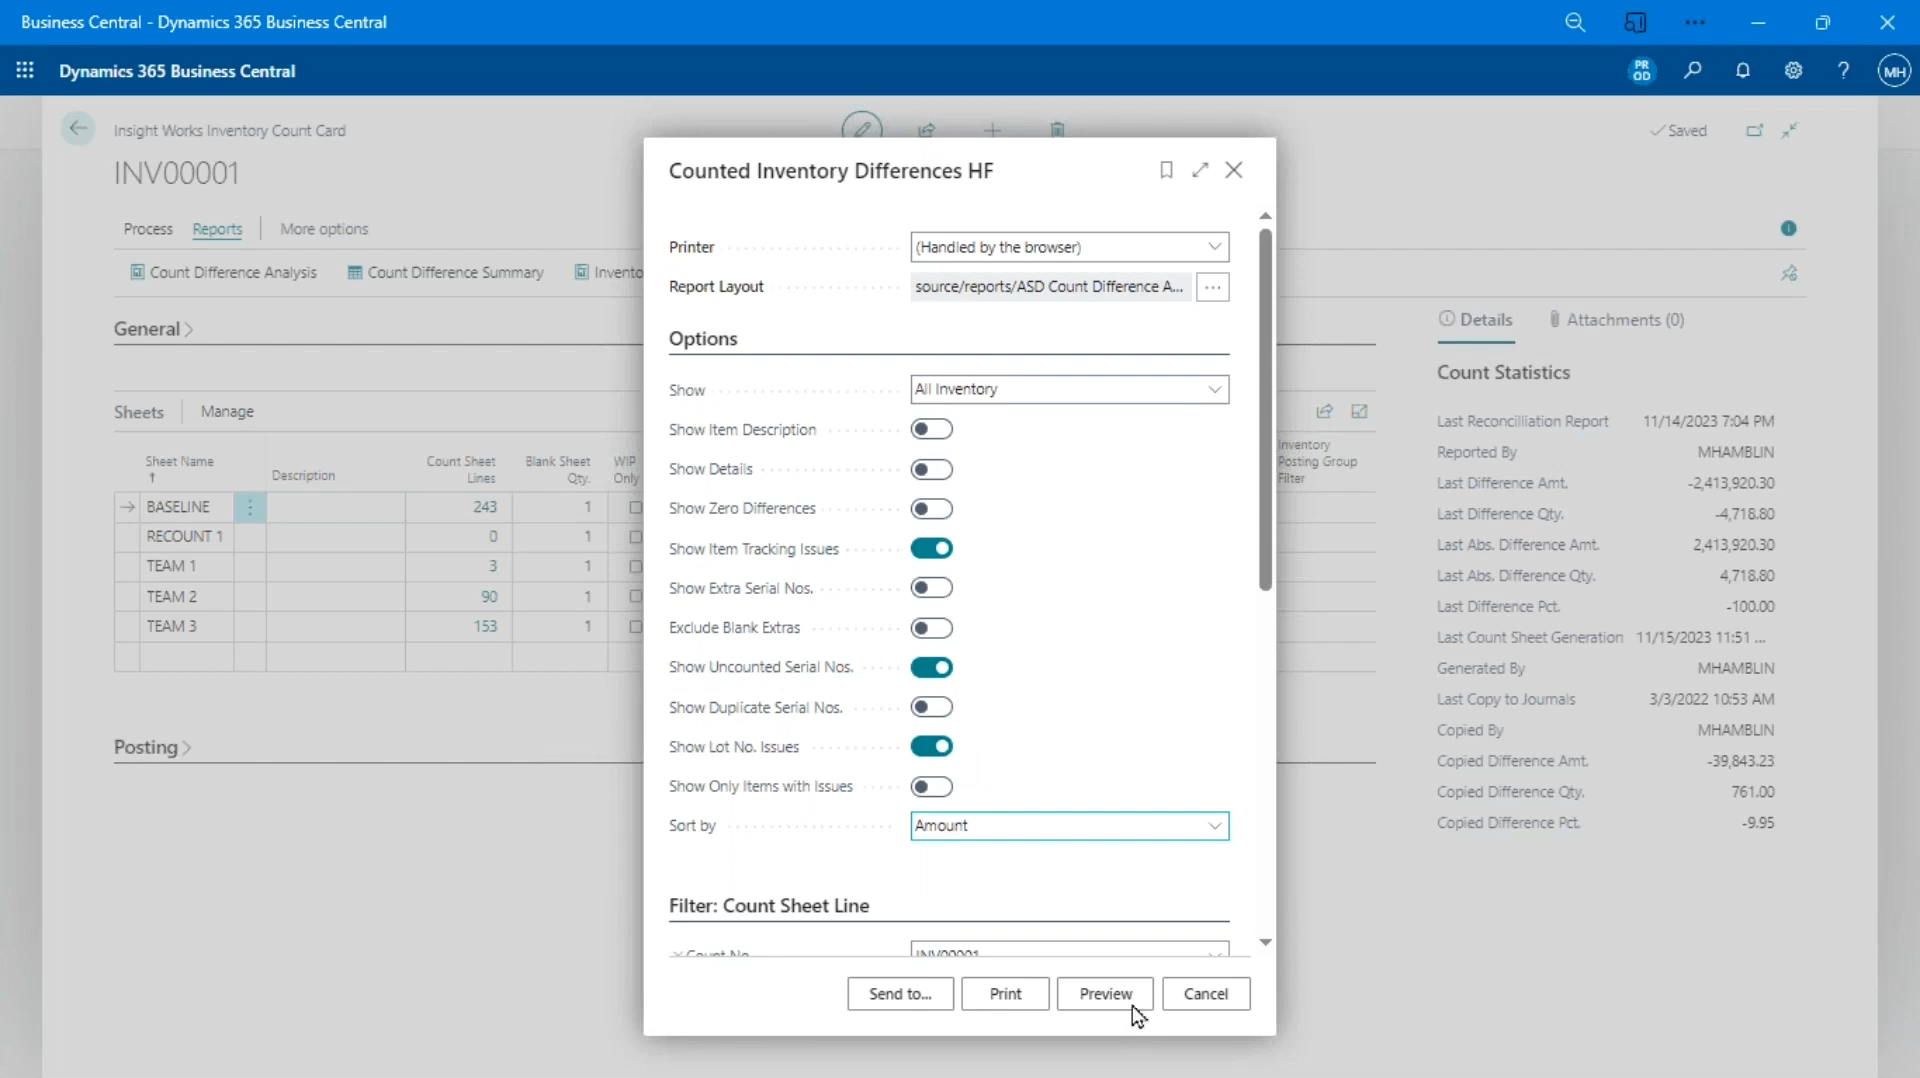 Business Central - Dynamics 365 Business Central
Dynamics 365 Business Central
PR
OD
?
MH
Insight Works Inventory Count Card
Saved
INV00001
Process Reports More options
Count Difference Analysis Count Difference Summary Invento
General
Sheets Manage
Sheet Name Description Count Sheet Lines Blank Sheet Qty. WIP Only Inventory Posting Group Filter
BASELINE 243 1
RECOUNT 1 0 1
TEAM 1 3 1
TEAM 2 90 1
TEAM 3 153 1
Posting
Counted Inventory Differences HF
Printer (Handled by the browser)
Report Layout source/reports/ASD Count Difference A... ...
Options
Show All Inventory
Show Item Description
Show Details
Show Zero Differences
Show Item Tracking Issues
Show Extra Serial Nos.
Exclude Blank Extras
Show Uncounted Serial Nos.
Show Duplicate Serial Nos.
Show Lot No. Issues
Show Only Items with Issues
Sort by Amount
Filter: Count Sheet Line
Count No INV00001
Send to... Print Preview Cancel
Details Attachments (0)
Count Statistics
Last Reconcilliation Report 11/14/2023 7:04 PM
Reported By MHAMBLIN
Last Difference Amt. -2,413,920.30
Last Difference Qty. -4,718.80
Last Abs. Difference Amt. 2,413,920.30
Last Abs. Difference Qty. 4,718.80
Last Difference Pct. -100.00
Last Count Sheet Generation 11/15/2023 11:51 ...
Generated By MHAMBLIN
Last Copy to Journals 3/3/2022 10:53 AM
Copied By MHAMBLIN
Copied Difference Amt. -39,843.23
Copied Difference Qty. 761.00
Copied Difference Pct. -9.95